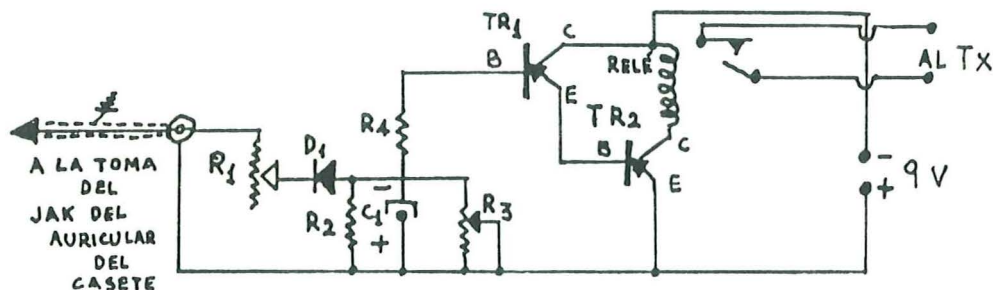 TR1
C
B
RELE
AL TX
E
R4
TR2
B
C
E
R1
D1
-
R2
C1
+
R3
-
9 V
+
A LA TOMA
DEL
JAK DEL
AURICULAR
DEL
CASETE